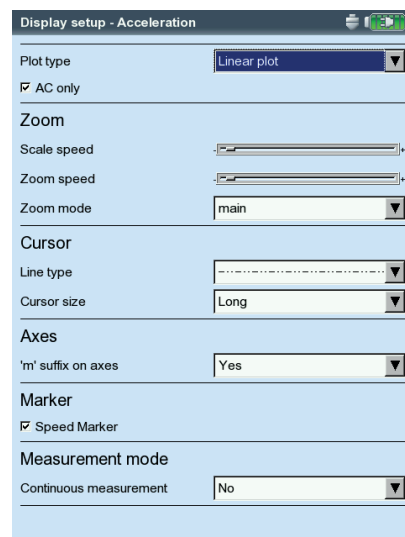 Display setup - Acceleration
Plot type Linear plot
AC only
Zoom
Scale speed - +
Zoom speed - +
Zoom mode main
Cursor
Line type
Cursor size Long
Axes
'm' suffix on axes Yes
Marker
Speed Marker
Measurement mode
Continuous measurement No